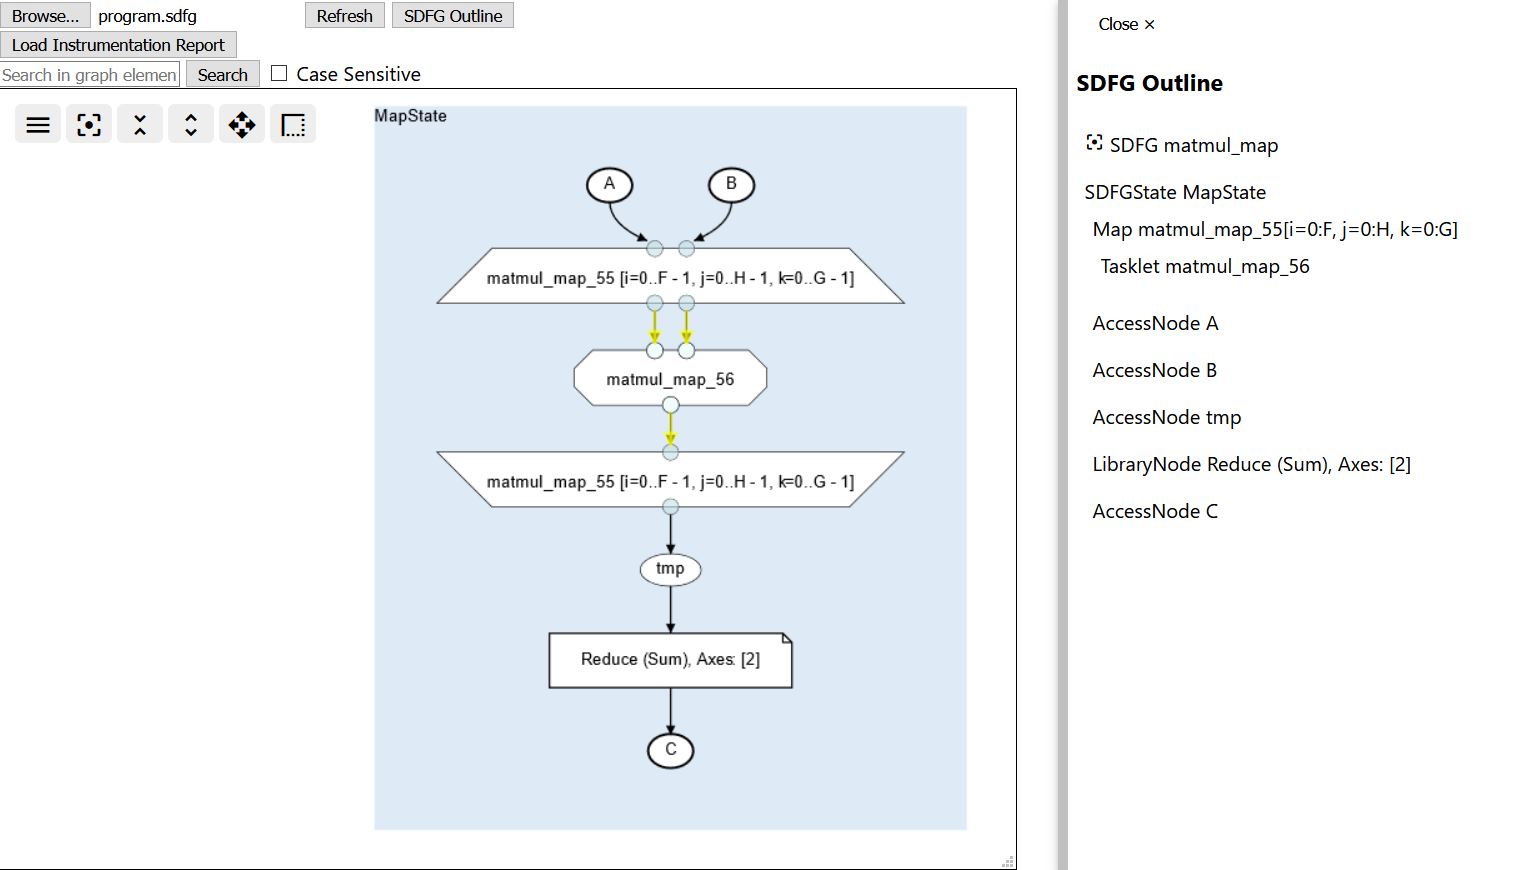 Browse... program.sdfg Refresh SDFG Outline
Load Instrumentation Report
Search in graph elemen Search Case Sensitive
MapState
A B
matmul_map_55 [i=0..F - 1, j=0..H - 1, k=0..G - 1]
matmul_map_56
matmul_map_55 [i=0..F - 1, j=0..H - 1, k=0..G - 1]
tmp
Reduce (Sum), Axes: [2]
C
Close ×
SDFG Outline
SDFG matmul_map
SDFGState MapState
Map matmul_map_55[i=0:F, j=0:H, k=0:G]
Tasklet matmul_map_56
AccessNode A
AccessNode B
AccessNode tmp
LibraryNode Reduce (Sum), Axes: [2]
AccessNode C